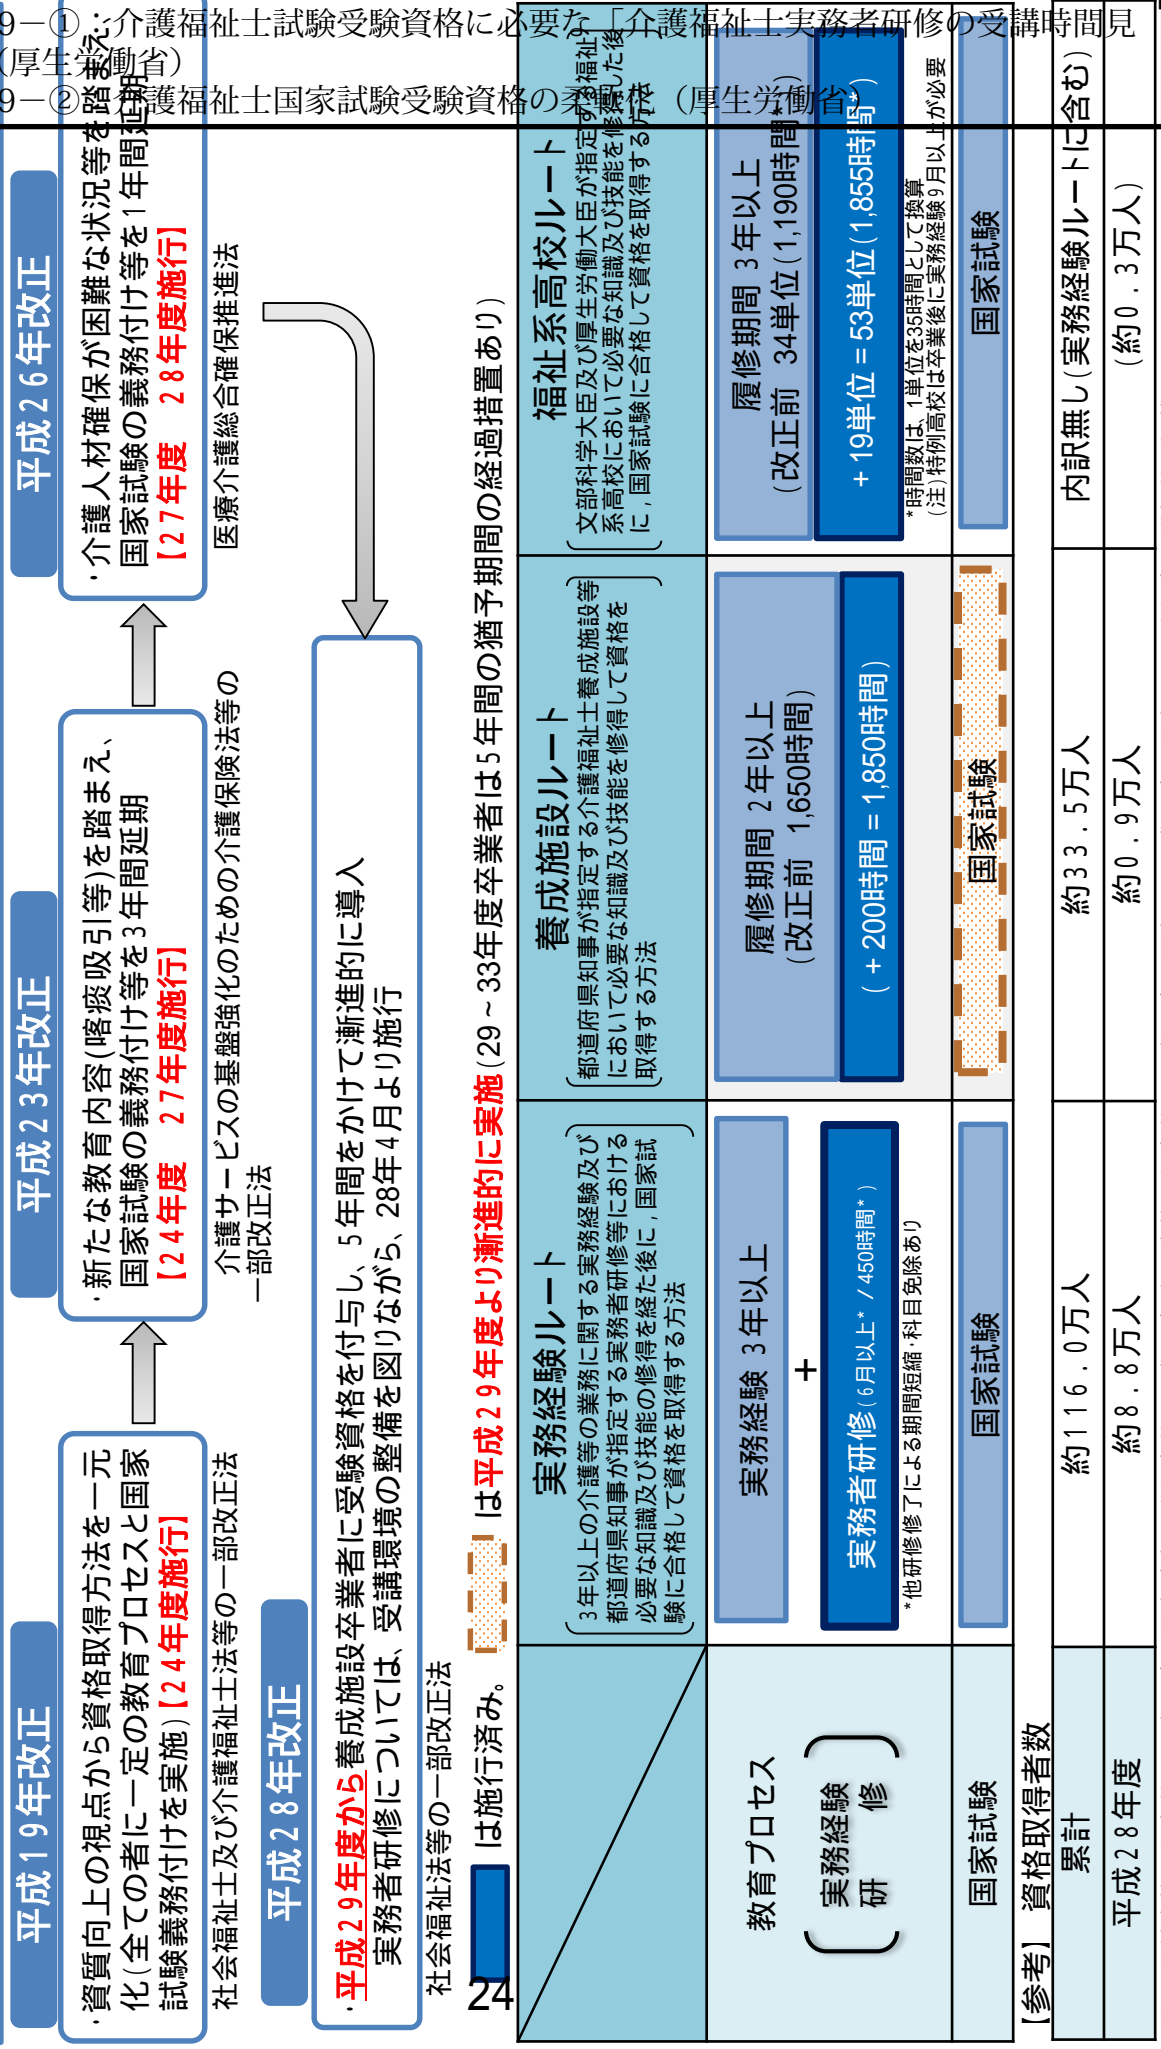 9－①：介護福祉士試験受験資格に必要な「介護福祉士実務者研修の受講時間見
（厚生労働省）
9－②：介護福祉士国家試験受験資格の柔軟化（厚生労働省）
平成19年改正
・資質向上の視点から資格取得方法を一元
化(全ての者に一定の教育プロセスと国家
試験義務付けを実施)【24年度施行】
社会福祉士及び介護福祉士法等の一部改正法
平成23年改正
・新たな教育内容(喀痰吸引等)を踏まえ、
国家試験の義務付け等を3年間延期
【24年度　27年度施行】
介護サービスの基盤強化のための介護保険法等の
一部改正法
平成26年改正
・介護人材確保が困難な状況等を踏まえ、
国家試験の義務付け等を1年間延期
【27年度　28年度施行】
医療介護総合確保推進法
平成28年改正
・平成29年度から養成施設卒業者に受験資格を付与し、5年間をかけて漸進的に導入
実務者研修については、受講環境の整備を図りながら、28年4月より施行
社会福祉法等の一部改正法
は施行済み。　は平成29年度より漸進的に実施(29～33年度卒業者は5年間の猶予期間の経過措置あり)
24
実務経験ルート
3年以上の介護等の業務に関する実務経験及び
都道府県知事が指定する実務者研修等における
必要な知識及び技能の修得を経た後に,国家試
験に合格して資格を取得する方法
養成施設ルート
都道府県知事が指定する介護福祉士養成施設等
において必要な知識及び技能を修得して資格を
取得する方法
福祉系高校ルート
文部科学大臣及び厚生労働大臣が指定する福祉
系高校において必要な知識及び技能を修得した後
に,国家試験に合格して資格を取得する方法
教育プロセス
実務経験
研　修
実務経験 3年以上
+
実務者研修(6月以上* / 450時間*)
*他研修修了による期間短縮・科目免除あり
履修期間 2年以上
(改正前　1,650時間)
(+200時間 = 1,850時間)
履修期間 3年以上
(改正前　34単位(1,190時間*))
+19単位 = 53単位(1,855時間*)
*時間数は、1単位を35時間として換算
(注)特例高校は卒業後に実務経験9月以上が必要
国家試験
国家試験
国家試験
国家試験
【参考】　資格取得者数
累計
約116.0万人
約33.5万人
内訳無し(実務経験ルートに含む)
平成28年度
約8.8万人
約0.9万人
(約0.3万人)